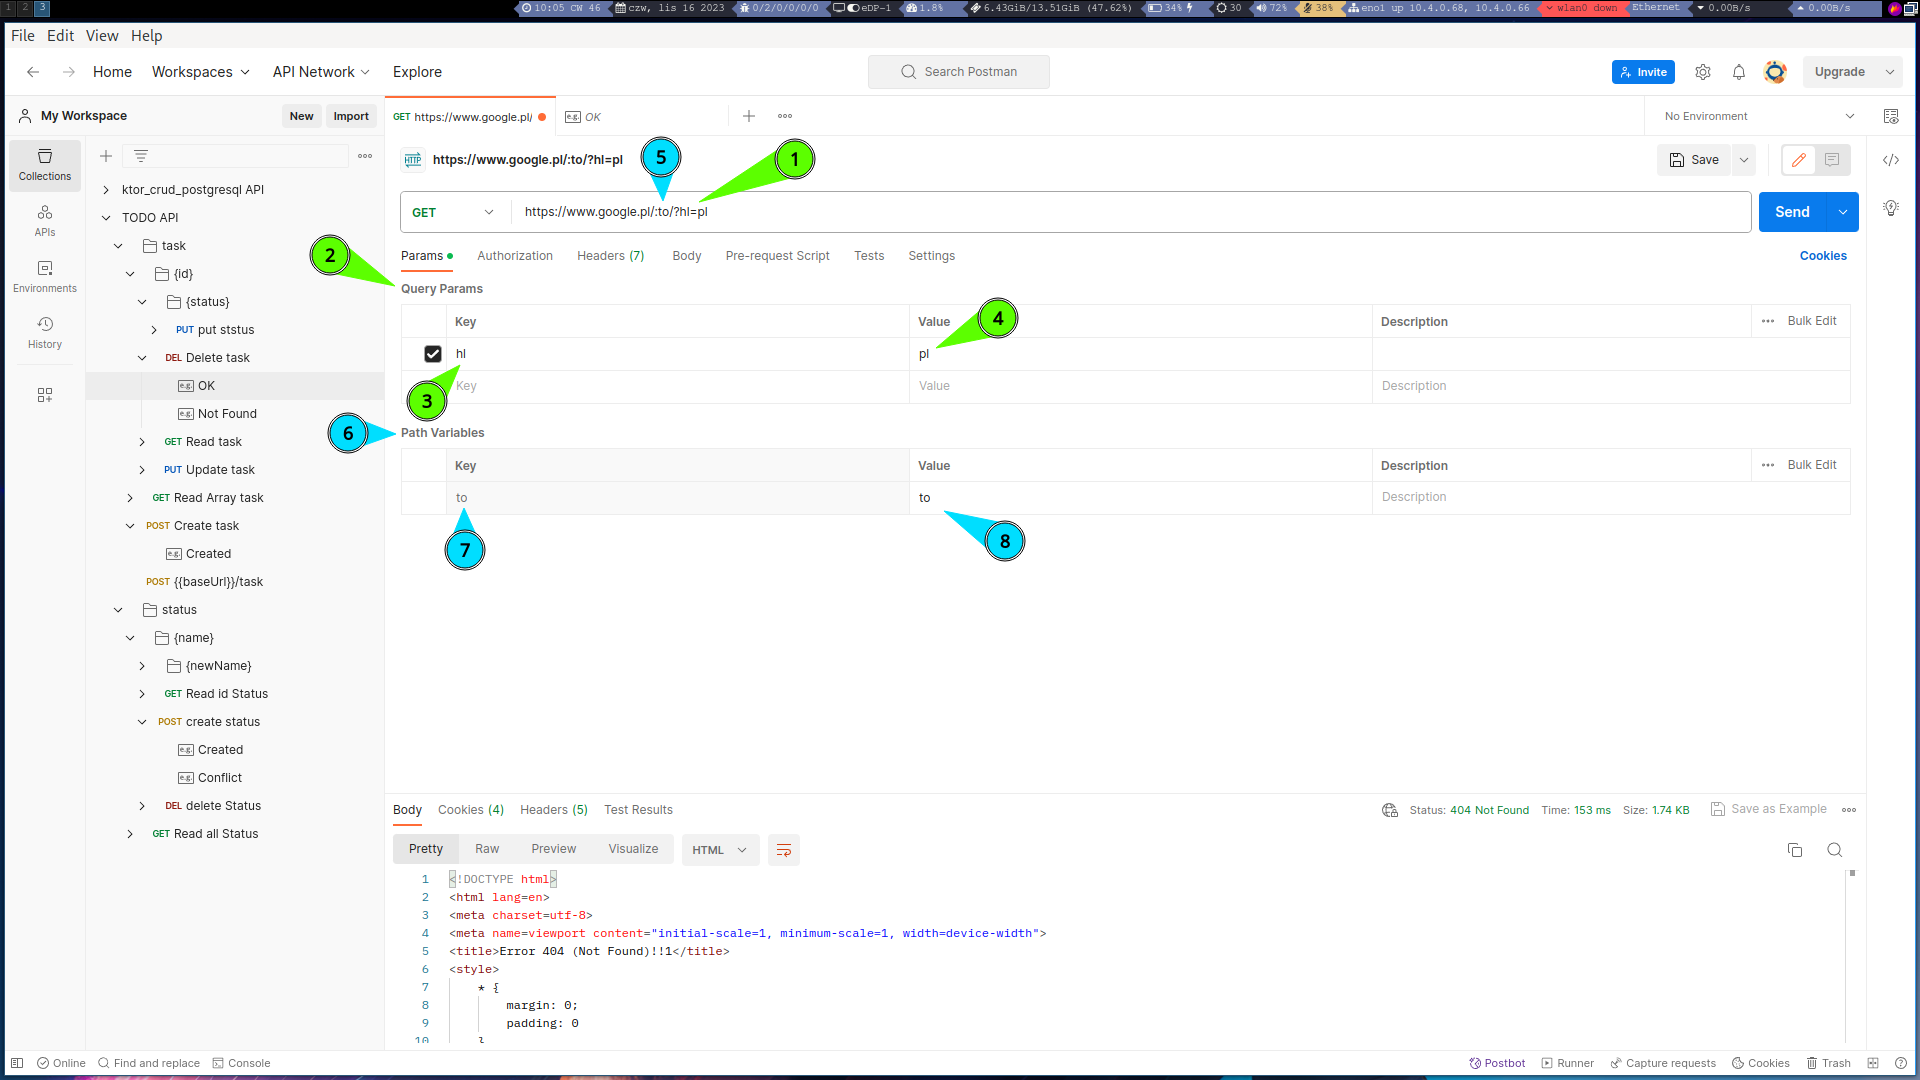 1 2 3 10:05 CW 46 czw, lis 16 2023 0/2/0/0/0/0 eDP-1 1.8% 6.43GiB/13.51GiB (47.62%) 34% 30 72% 38% eno1 up 10.4.0.68, 10.4.0.66 wlan0 down Ethernet 0.00B/s 0.00B/s
File Edit View Help
Home Workspaces API Network Explore Search Postman Invite Upgrade
My Workspace New Import GET https://www.google.pl/ e.g. OK No Environment
HTTP https://www.google.pl/:to/?hl=pl 5 1 Save
GET https://www.google.pl/:to/?hl=pl Send
2 Params Authorization Headers (7) Body Pre-request Script Tests Settings Cookies
Query Params
Key Value 4 Description Bulk Edit
hl pl
3 Key Value Description
6 Path Variables
Key Value Description Bulk Edit
to to Description
7 8
Collections
APIs
Environments
History
ktor_crud_postgresql API
TODO API
task
{id}
{status}
PUT put ststus
DEL Delete task
e.g. OK
e.g. Not Found
GET Read task
PUT Update task
GET Read Array task
POST Create task
e.g. Created
POST {{baseUrl}}/task
status
{name}
{newName}
GET Read id Status
POST create status
e.g. Created
e.g. Conflict
DEL delete Status
GET Read all Status
Body Cookies (4) Headers (5) Test Results Status: 404 Not Found Time: 153 ms Size: 1.74 KB Save as Example
Pretty Raw Preview Visualize HTML
1 <!DOCTYPE html>
2 <html lang=en>
3 <meta charset=utf-8>
4 <meta name=viewport content="initial-scale=1, minimum-scale=1, width=device-width">
5 <title>Error 404 (Not Found)!!1</title>
6 <style>
7 * {
8 margin: 0;
9 padding: 0
10 }
Online Find and replace Console Postbot Runner Capture requests Cookies Trash